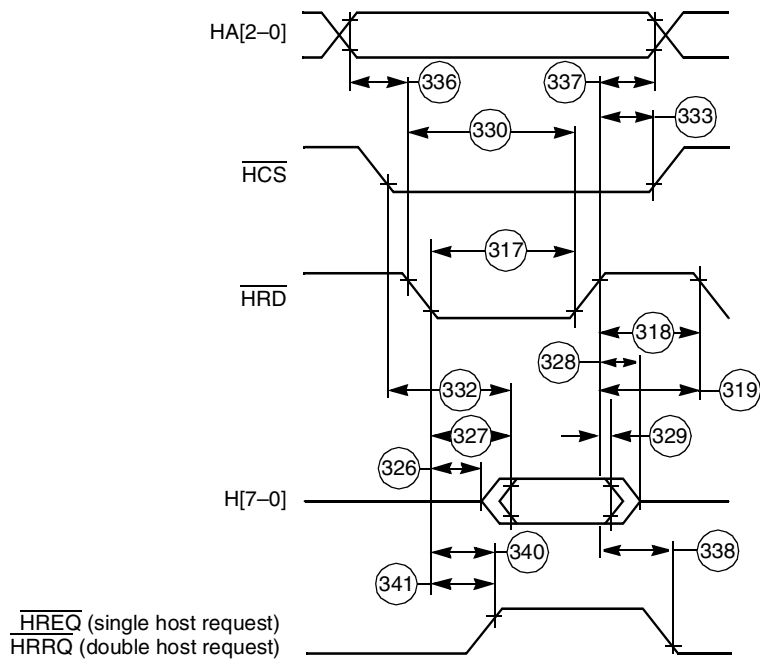 HA[2–0]
336
337
333
330
HCS
317
HRD
318
328
332
319
327
329
326
H[7–0]
340
338
341
HREQ (single host request)
HRRQ (double host request)